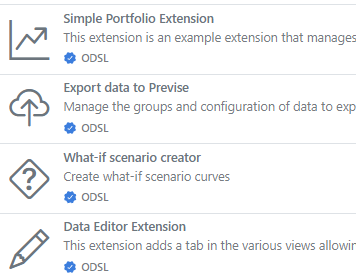 Simple Portfolio Extension
This extension is an example extension that manages
ODSL
Export data to Previse
Manage the groups and configuration of data to exp
ODSL
What-if scenario creator
Create what-if scenario curves
ODSL
Data Editor Extension
This extension adds a tab in the various views allowin
ODSL